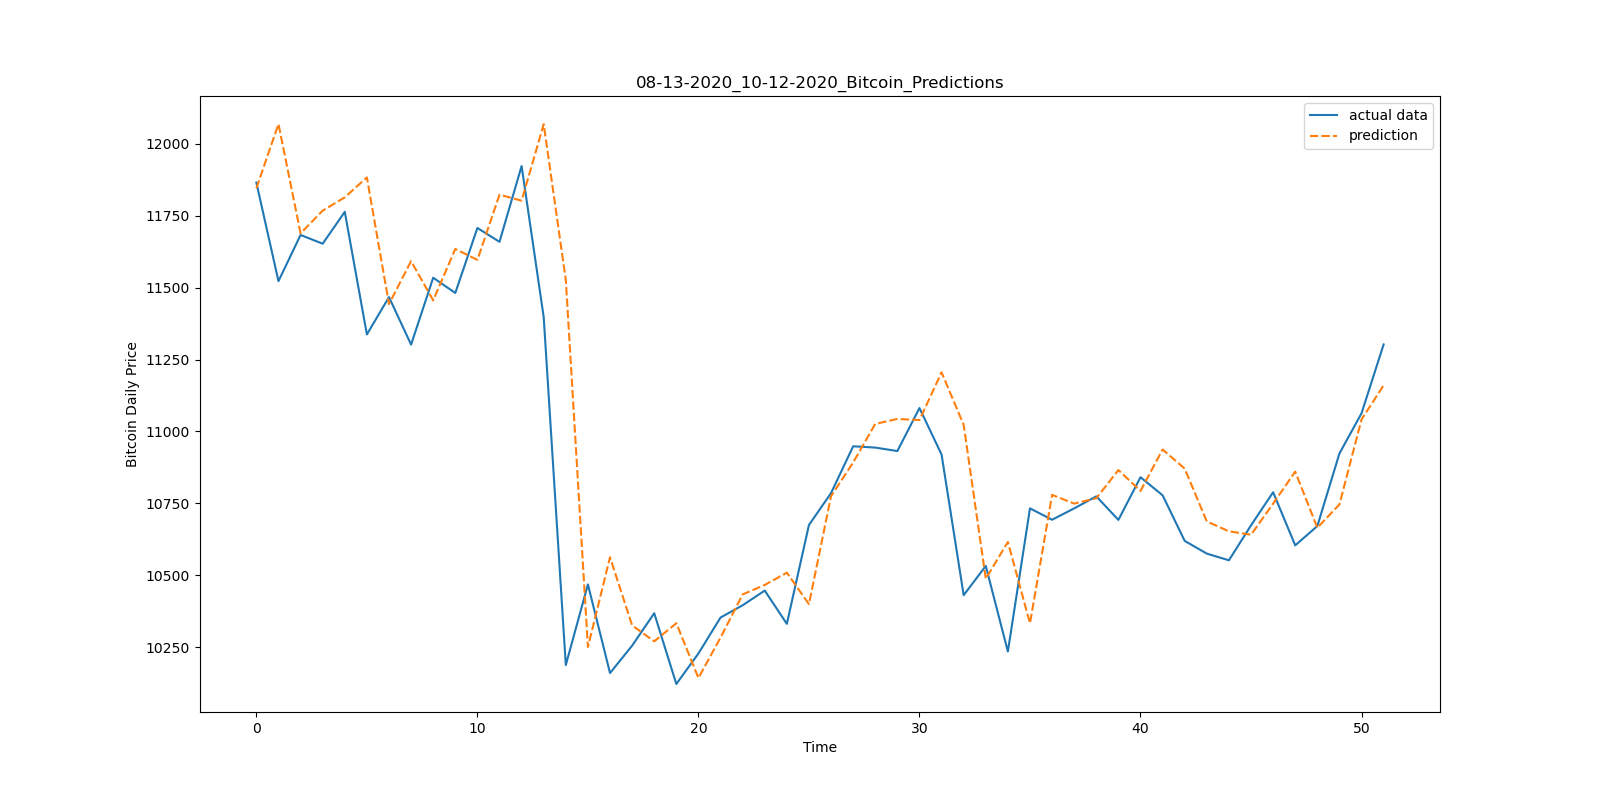 08-13-2020_10-12-2020_Bitcoin_Predictions
actual data
prediction
12000
11750
11500
11250
11000
10750
10500
10250
Bitcoin Daily Price
0 10 20 30 40 50
Time